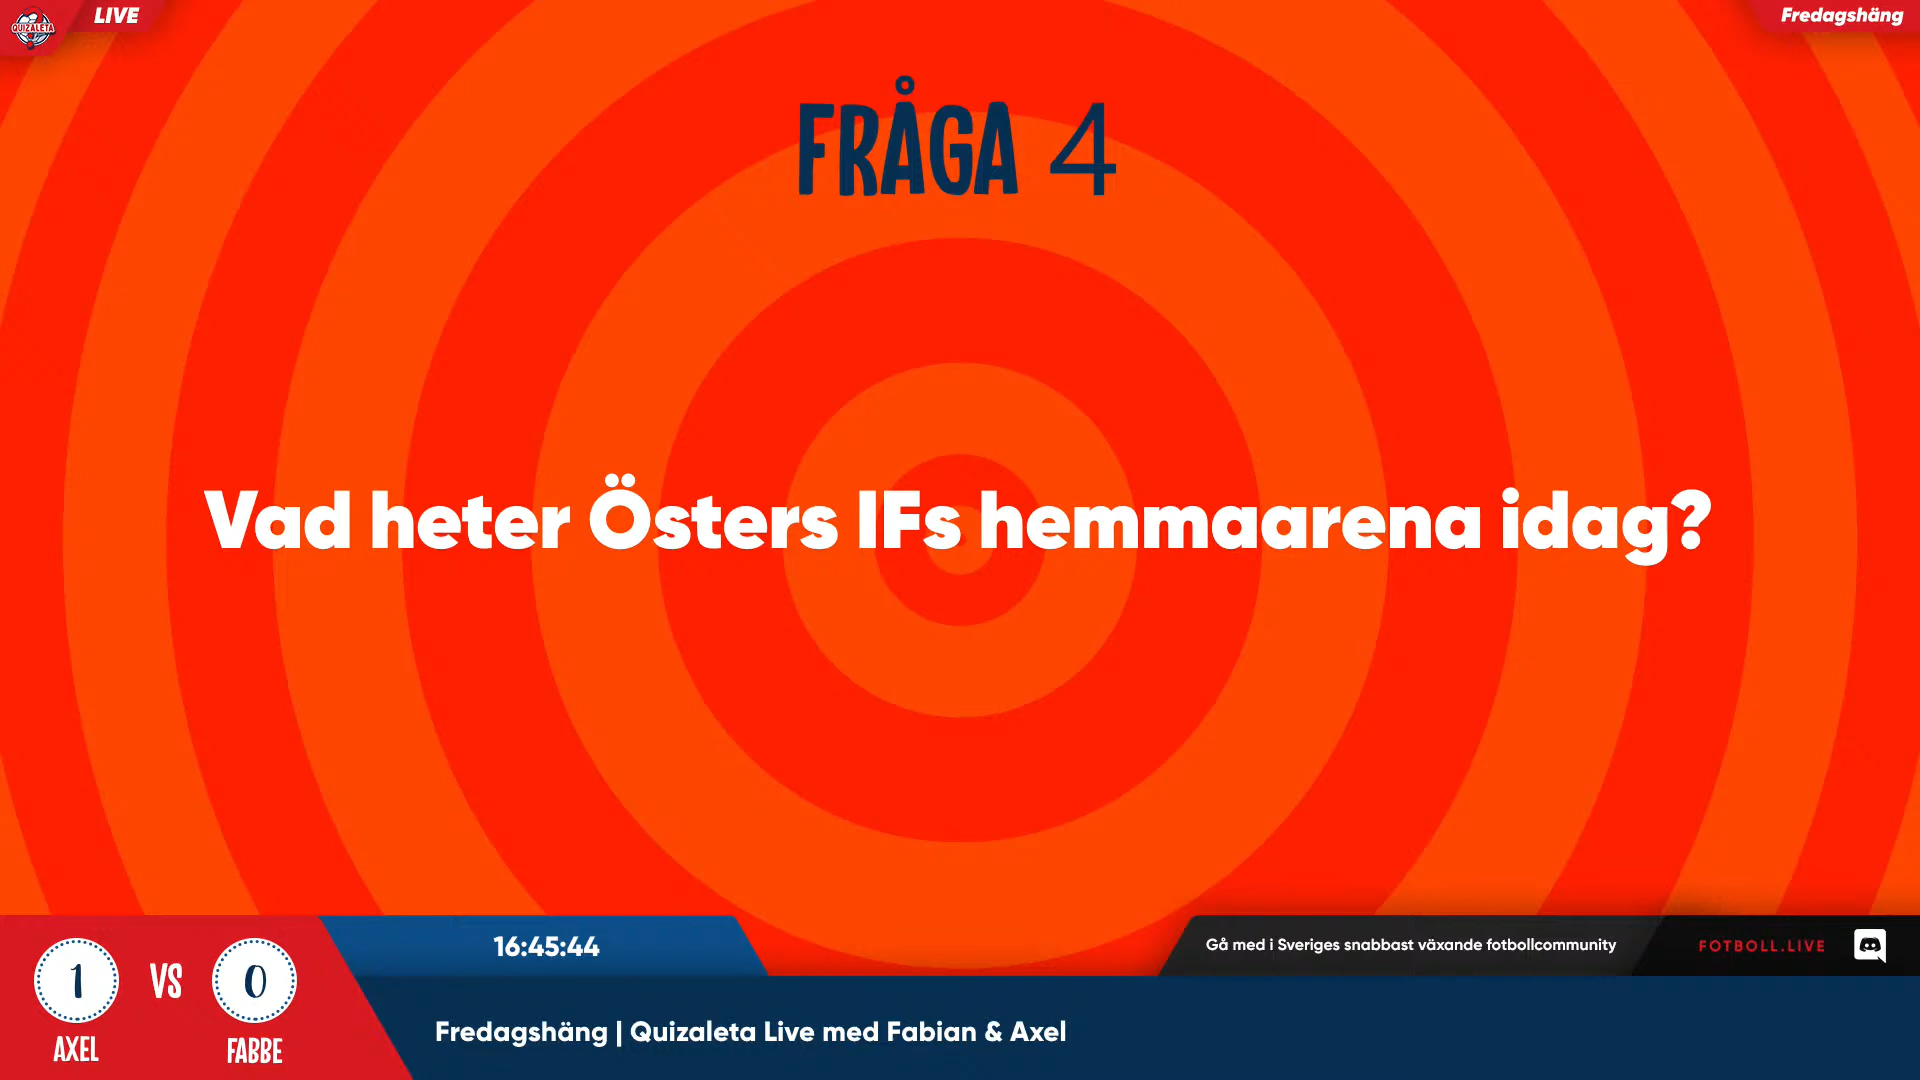 QUIZALETA
LIVE
Fredagshäng
FRÅGA 4
Vad heter Östers IFs hemmaarena idag?
1 VS 0
AXEL
FABBE
16:45:44
Gå med i Sveriges snabbast växande fotbollcommunity
FOTBOLL.LIVE
Fredagshäng | Quizaleta Live med Fabian & Axel